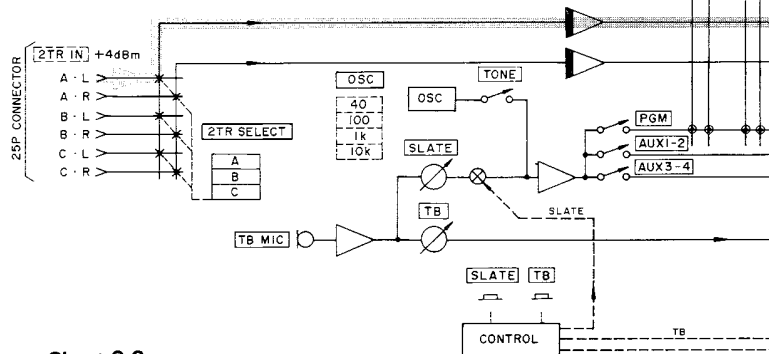 25P CONNECTOR
2TR IN +4dBm
A · L
A · R
B · L
B · R
C · L
C · R
2TR SELECT
A
B
C
OSC
40
100
1k
10k
OSC
TONE
SLATE
TB
TB MIC
PGM
AUX1-2
AUX3-4
SLATE
SLATE
TB
CONTROL
TB